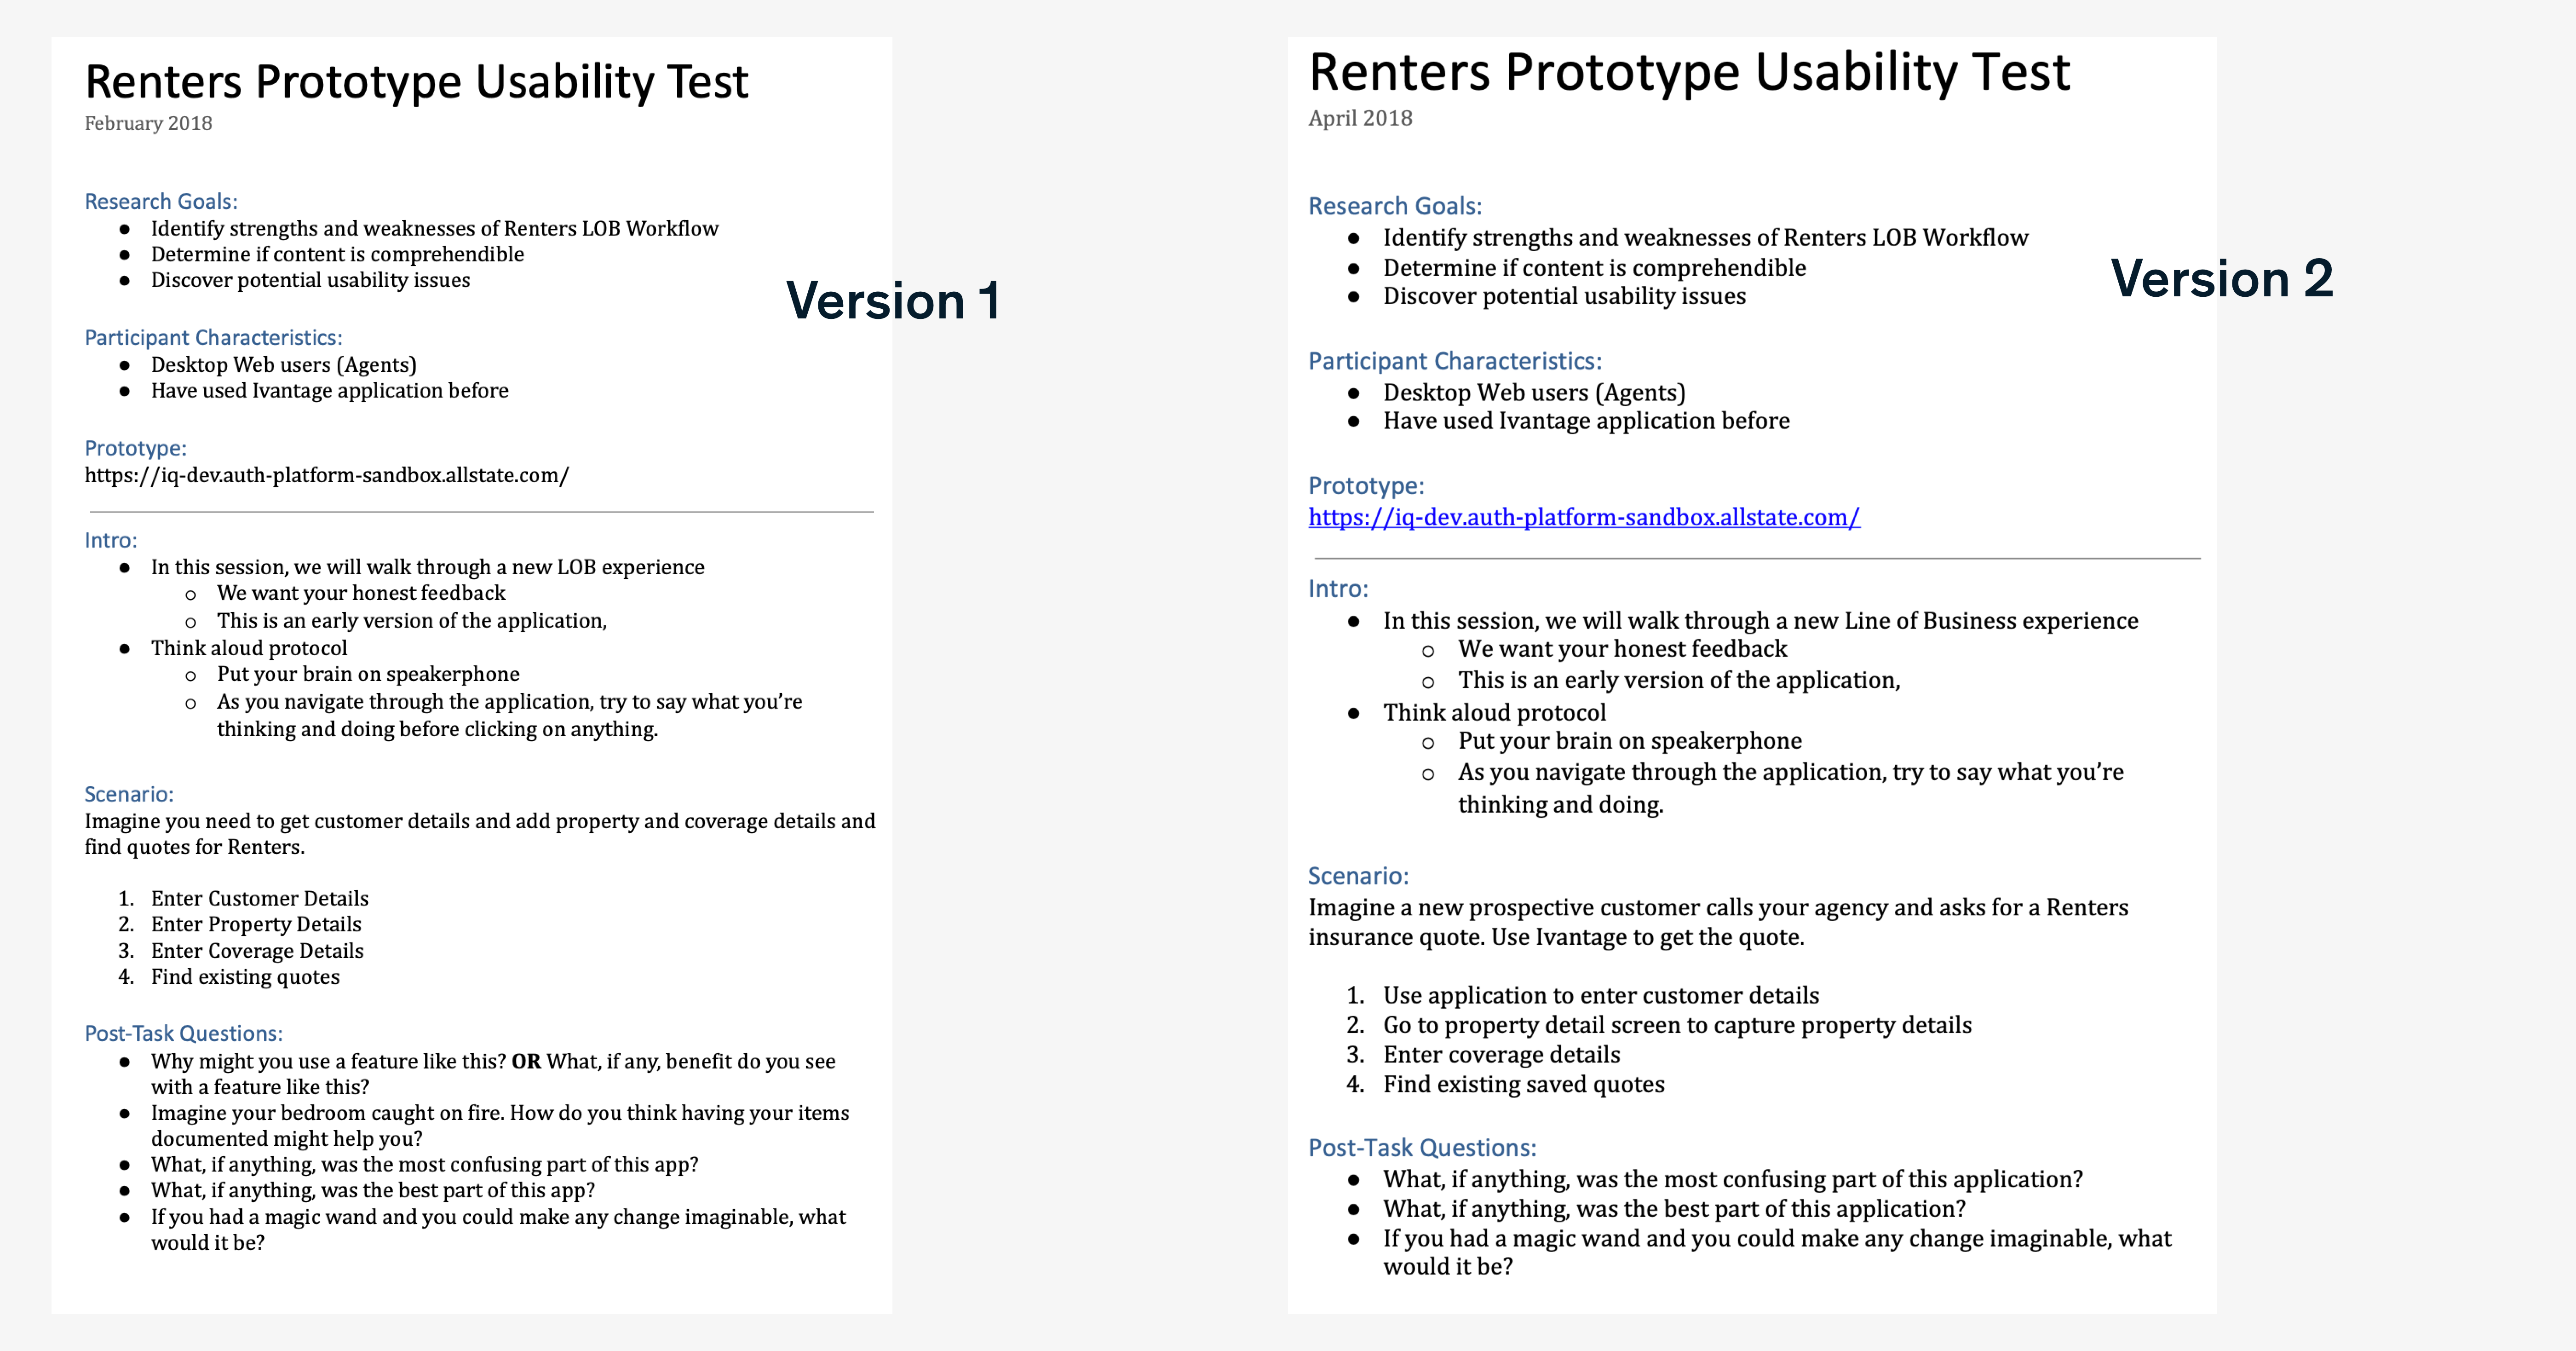 Renters Prototype Usability Test
February 2018
Research Goals:
● Identify strengths and weaknesses of Renters LOB Workflow
● Determine if content is comprehendible
● Discover potential usability issues
Version 1
Participant Characteristics:
● Desktop Web users (Agents)
● Have used Ivantage application before
Prototype:
https://iq-dev.auth-platform-sandbox.allstate.com/
Intro:
● In this session, we will walk through a new LOB experience
○ We want your honest feedback
○ This is an early version of the application,
● Think aloud protocol
○ Put your brain on speakerphone
○ As you navigate through the application, try to say what you’re
thinking and doing before clicking on anything.
Scenario:
Imagine you need to get customer details and add property and coverage details and
find quotes for Renters.
1. Enter Customer Details
2. Enter Property Details
3. Enter Coverage Details
4. Find existing quotes
Post-Task Questions:
● Why might you use a feature like this? OR What, if any, benefit do you see
with a feature like this?
● Imagine your bedroom caught on fire. How do you think having your items
documented might help you?
● What, if anything, was the most confusing part of this app?
● What, if anything, was the best part of this app?
● If you had a magic wand and you could make any change imaginable, what
would it be?
Renters Prototype Usability Test
April 2018
Research Goals:
● Identify strengths and weaknesses of Renters LOB Workflow
● Determine if content is comprehendible
● Discover potential usability issues
Version 2
Participant Characteristics:
● Desktop Web users (Agents)
● Have used Ivantage application before
Prototype:
https://iq-dev.auth-platform-sandbox.allstate.com/
Intro:
● In this session, we will walk through a new Line of Business experience
○ We want your honest feedback
○ This is an early version of the application,
● Think aloud protocol
○ Put your brain on speakerphone
○ As you navigate through the application, try to say what you’re
thinking and doing.
Scenario:
Imagine a new prospective customer calls your agency and asks for a Renters
insurance quote. Use Ivantage to get the quote.
1. Use application to enter customer details
2. Go to property detail screen to capture property details
3. Enter coverage details
4. Find existing saved quotes
Post-Task Questions:
● What, if anything, was the most confusing part of this application?
● What, if anything, was the best part of this application?
● If you had a magic wand and you could make any change imaginable, what
would it be?